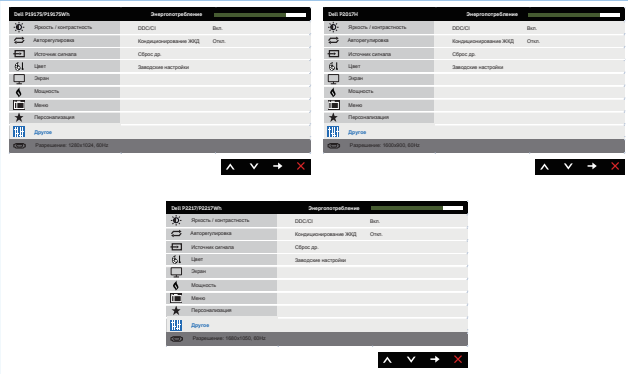 Dell P1917S/P1917SWh Энергопотребление
Яркость / контрастность DDC/CI Вкл.
Авторегулировка Кондиционирование ЖКД Откл.
Источник сигнала Сброс др.
Цвет Заводские настройки
Экран
Мощность
Меню
Персонализация
Другое
Разрешение: 1280x1024, 60Hz
Dell P2017H Энергопотребление
Яркость / контрастность DDC/CI Вкл.
Авторегулировка Кондиционирование ЖКД Откл.
Источник сигнала Сброс др.
Цвет Заводские настройки
Экран
Мощность
Меню
Персонализация
Другое
Разрешение: 1600x900, 60Hz
Dell P2217/P2217Wh Энергопотребление
Яркость / контрастность DDC/CI Вкл.
Авторегулировка Кондиционирование ЖКД Откл.
Источник сигнала Сброс др.
Цвет Заводские настройки
Экран
Мощность
Меню
Персонализация
Другое
Разрешение: 1680x1050, 60Hz